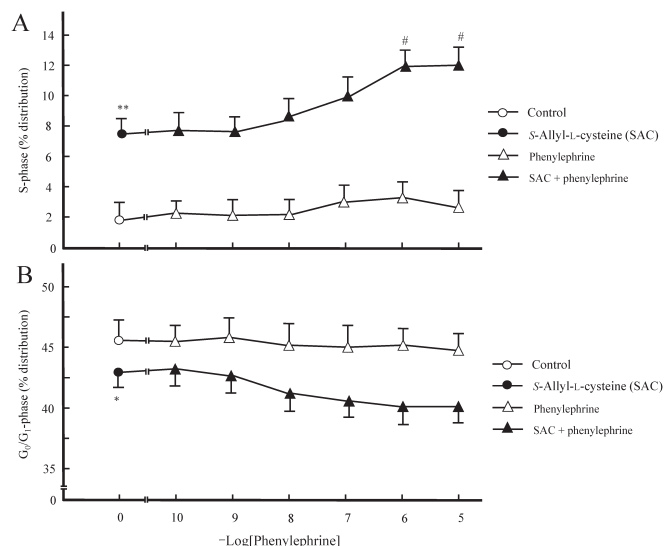 A
14
12
10
8
6
4
2
0
S-phase (% distribution)
**
#
#
Control
S-Allyl-L-cysteine (SAC)
Phenylephrine
SAC + phenylephrine
B
50
45
40
35
0
G0/G1-phase (% distribution)
*
Control
S-Allyl-L-cysteine (SAC)
Phenylephrine
SAC + phenylephrine
0 10 9 8 7 6 5
−Log[Phenylephrine]